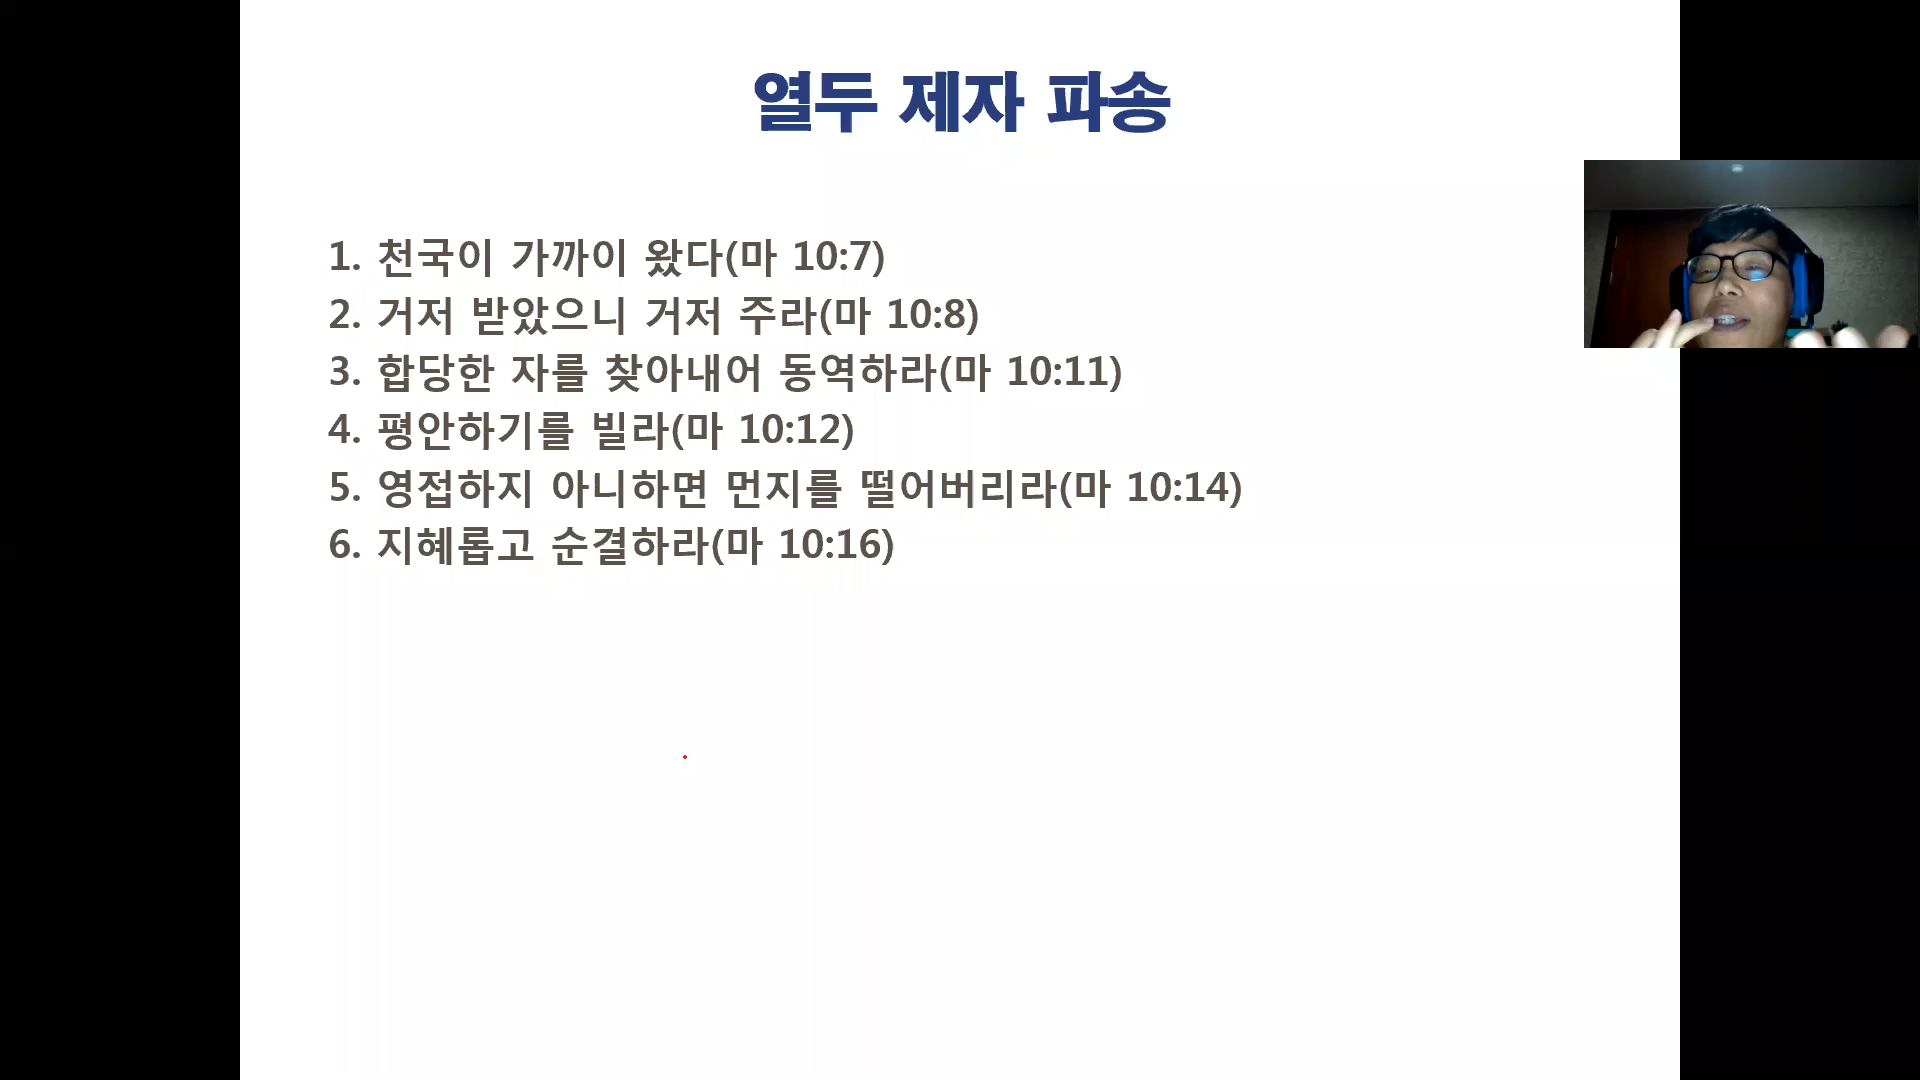 열두 제자 파송
1. 천국이 가까이 왔다(마 10:7)
2. 거저 받았으니 거저 주라(마 10:8)
3. 합당한 자를 찾아내어 동역하라(마 10:11)
4. 평안하기를 빌라(마 10:12)
5. 영접하지 아니하면 먼지를 떨어버리라(마 10:14)
6. 지혜롭고 순결하라(마 10:16)